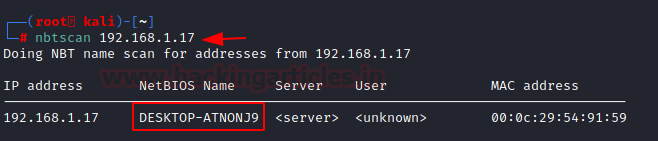 (root kali)-[~]
# nbtscan 192.168.1.17
Doing NBT name scan for addresses from 192.168.1.17
www.hackingarticles.in
IP address NetBIOS Name Server User MAC address
192.168.1.17 DESKTOP-ATNONJ9 <server> <unknown> 00:0c:29:54:91:59